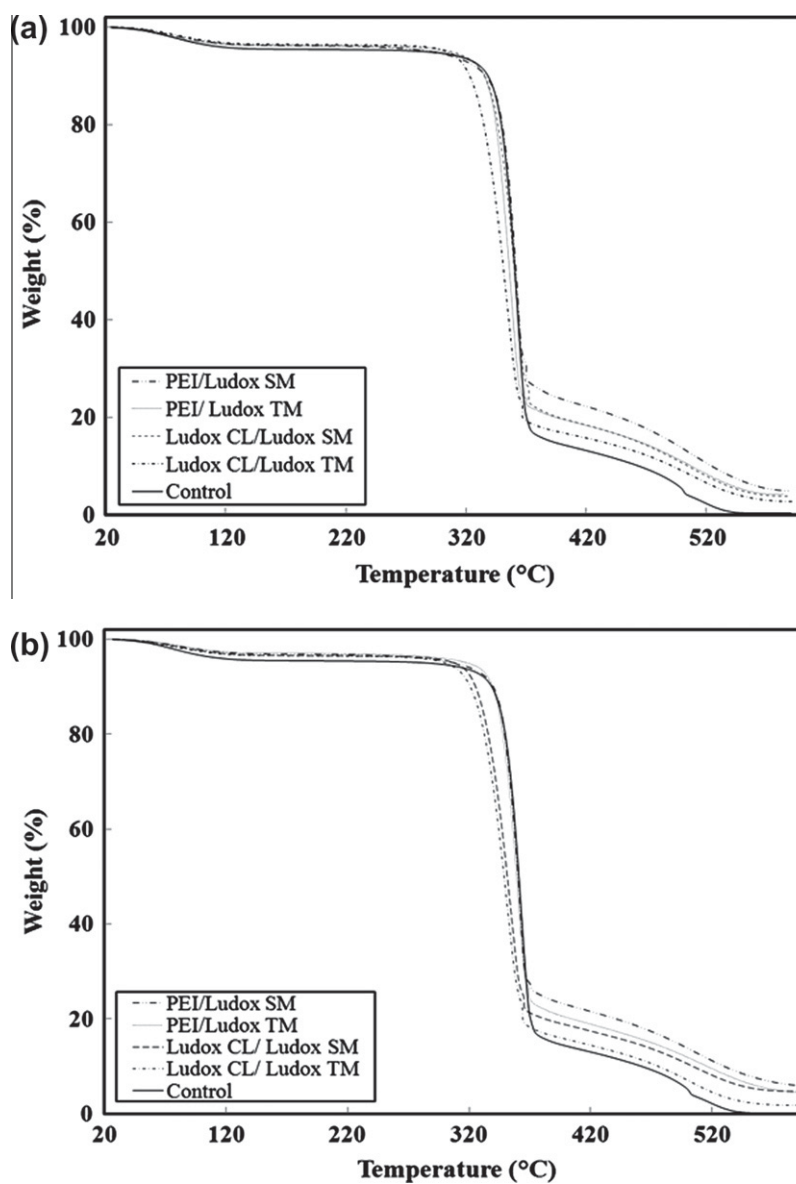 (a)
100
80
60
40
20
0
Weight (%)
PEI/Ludox SM
PEI/ Ludox TM
Ludox CL/Ludox SM
Ludox CL/Ludox TM
Control
20 120 220 320 420 520
Temperature (°C)
(b)
100
80
60
40
20
0
Weight (%)
PEI/Ludox SM
PEI/Ludox TM
Ludox CL/ Ludox SM
Ludox CL/ Ludox TM
Control
20 120 220 320 420 520
Temperature (°C)